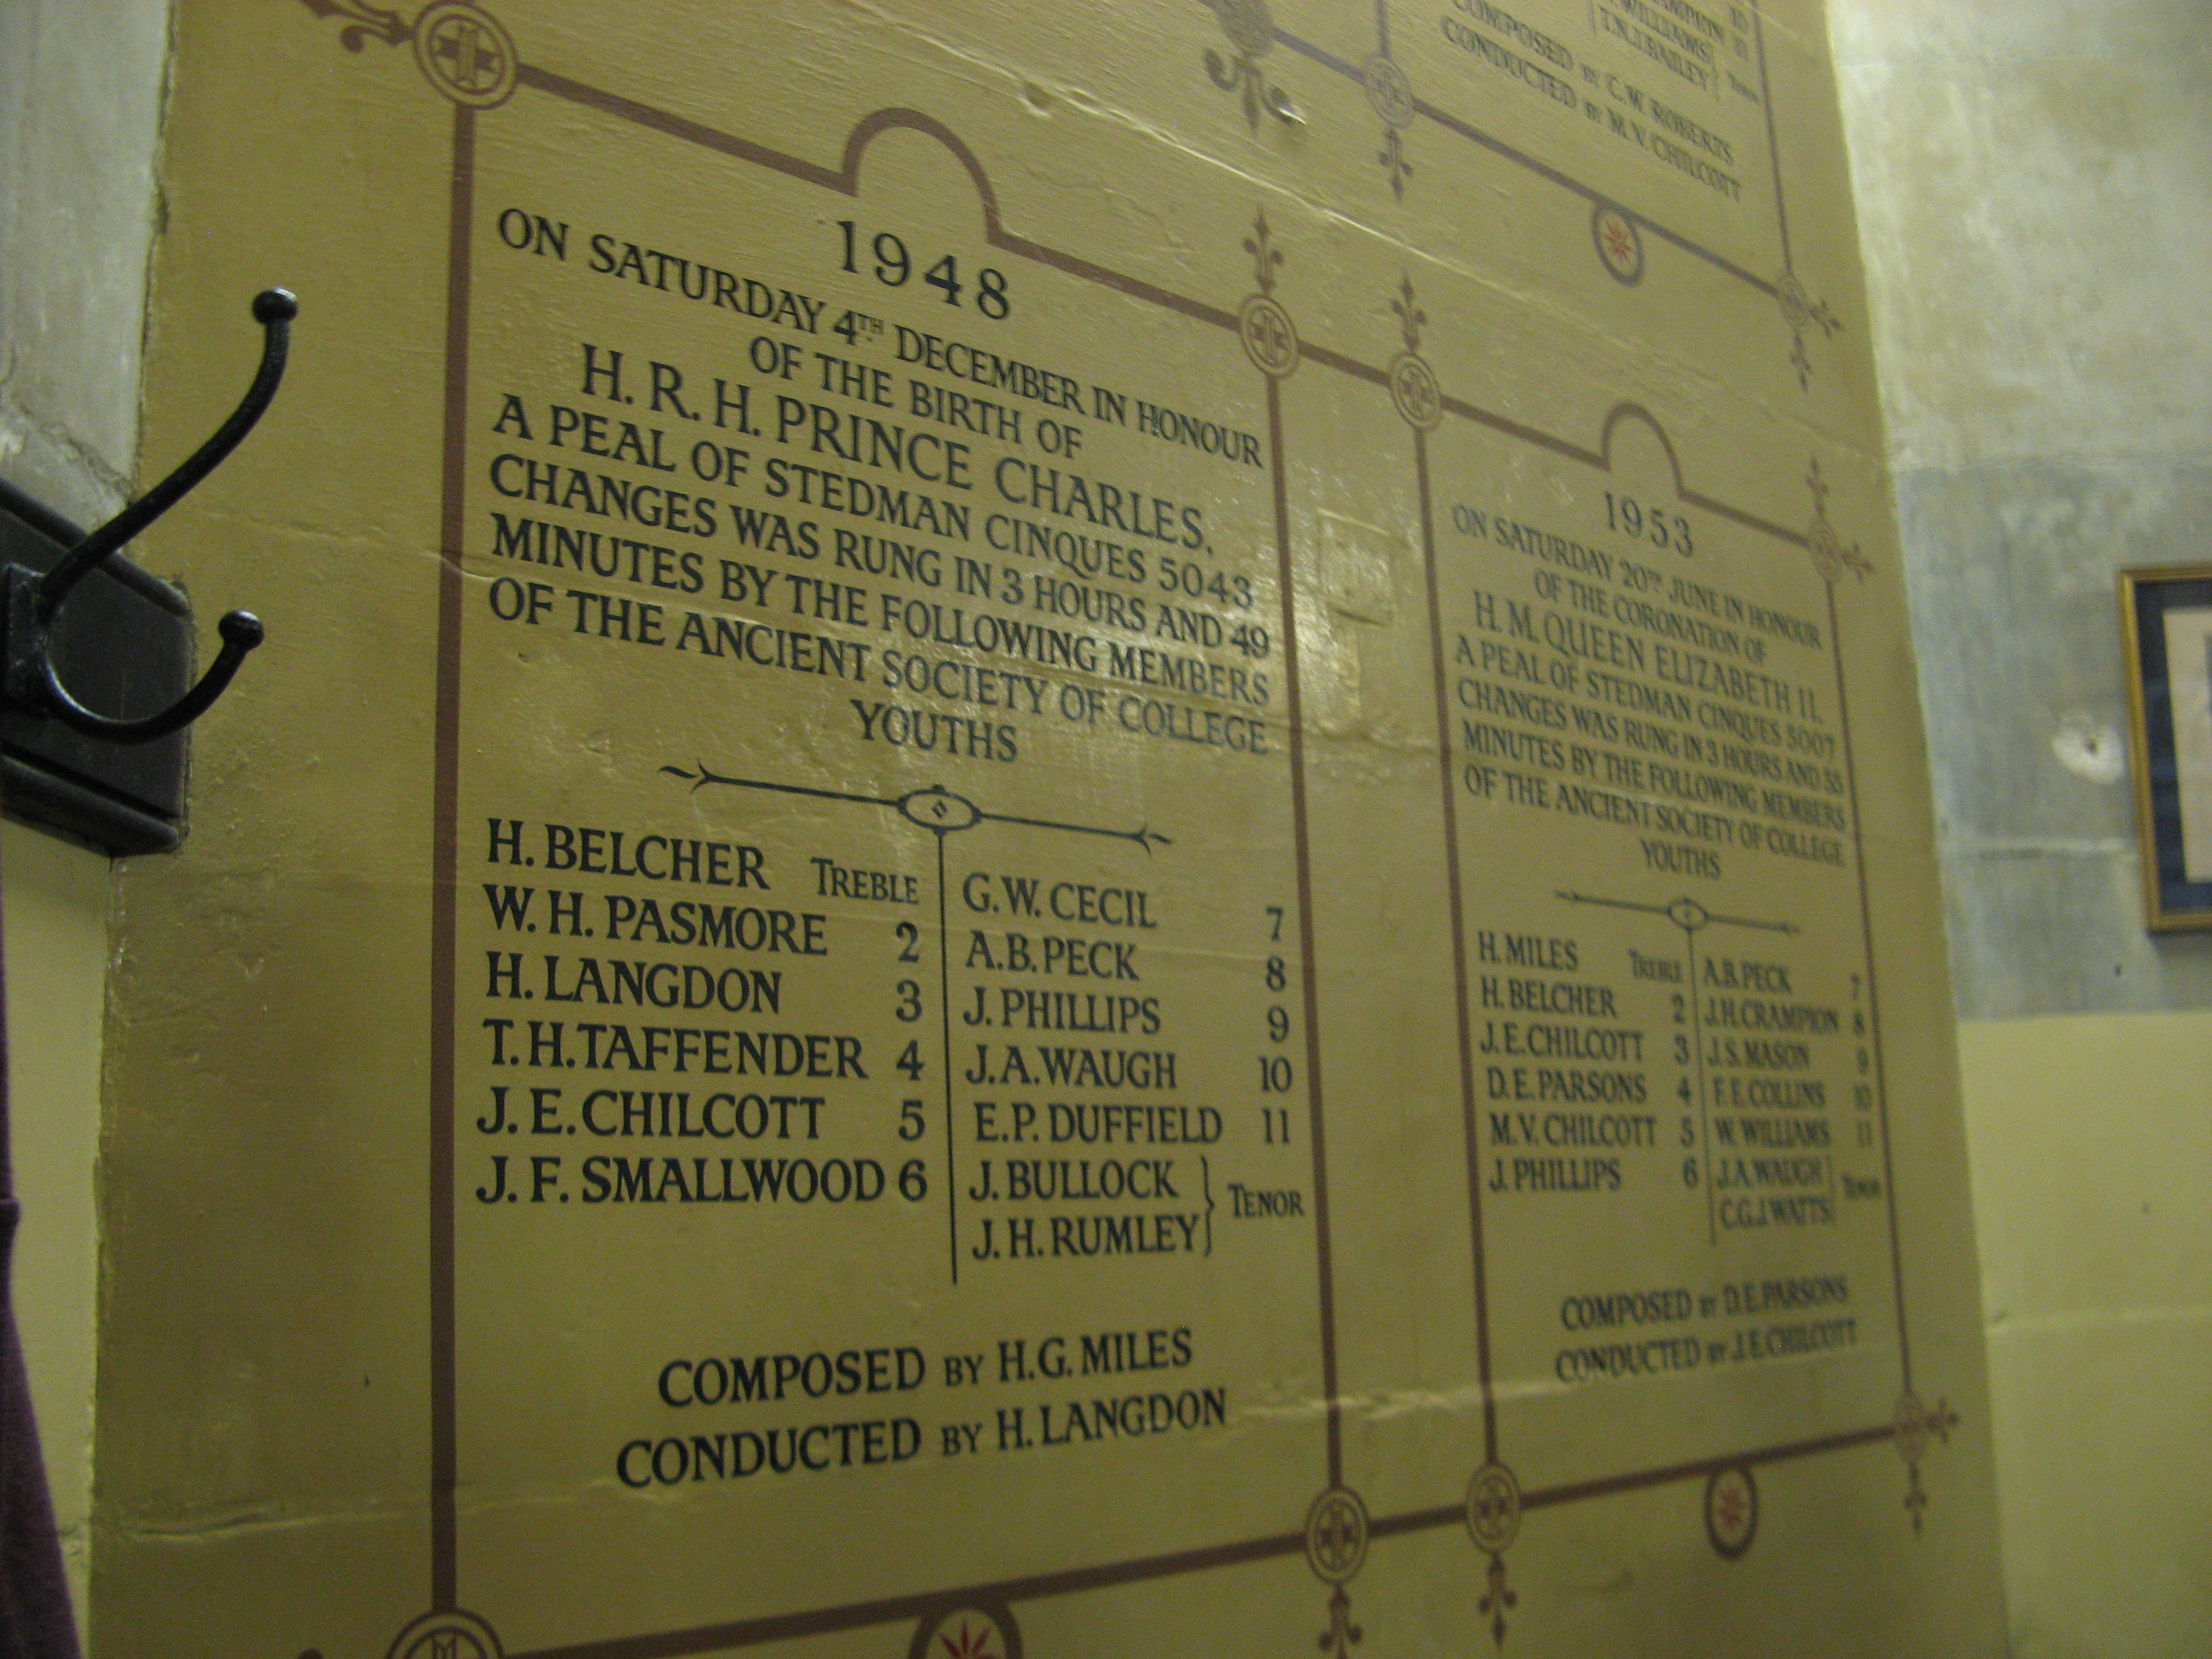 WILLIAMS
T.N.J. BAILEY
TENOR
COMPOSED BY C.W. ROBERTS
CONDUCTED BY M.V. CHILCOTT
1948
ON SATURDAY 4TH DECEMBER IN HONOUR
OF THE BIRTH OF
H.R.H. PRINCE CHARLES,
A PEAL OF STEDMAN CINQUES 5043
CHANGES WAS RUNG IN 3 HOURS AND 49
MINUTES BY THE FOLLOWING MEMBERS
OF THE ANCIENT SOCIETY OF COLLEGE
YOUTHS
H. BELCHER TREBLE
W. H. PASMORE 2
H. LANGDON 3
T. H. TAFFENDER 4
J. E. CHILCOTT 5
J. F. SMALLWOOD 6
G. W. CECIL 7
A. B. PECK 8
J. PHILLIPS 9
J. A. WAUGH 10
E. P. DUFFIELD 11
J. BULLOCK
J. H. RUMLEY
TENOR
COMPOSED BY H.G. MILES
CONDUCTED BY H. LANGDON
1953
ON SATURDAY 20TH JUNE IN HONOUR
OF THE CORONATION OF
H.M. QUEEN ELIZABETH II.
A PEAL OF STEDMAN CINQUES 5007
CHANGES WAS RUNG IN 3 HOURS AND
MINUTES BY THE FOLLOWING MEMBERS
OF THE ANCIENT SOCIETY OF COLLEGE
YOUTHS
H. MILES TREBLE
H. BELCHER 2
J. E. CHILCOTT 3
D. E. PARSONS 4
M. V. CHILCOTT 5
J. PHILLIPS 6
A. B. PECK 7
J. H. CRAMPION 8
J. S. MASON 9
F. E. COLLINS 10
W. WILLIAMS 11
J. A. WAUGH
C. G. J. WATTS
TENOR
COMPOSED BY D. E. PARSONS
CONDUCTED BY J. E. CHILCOTT